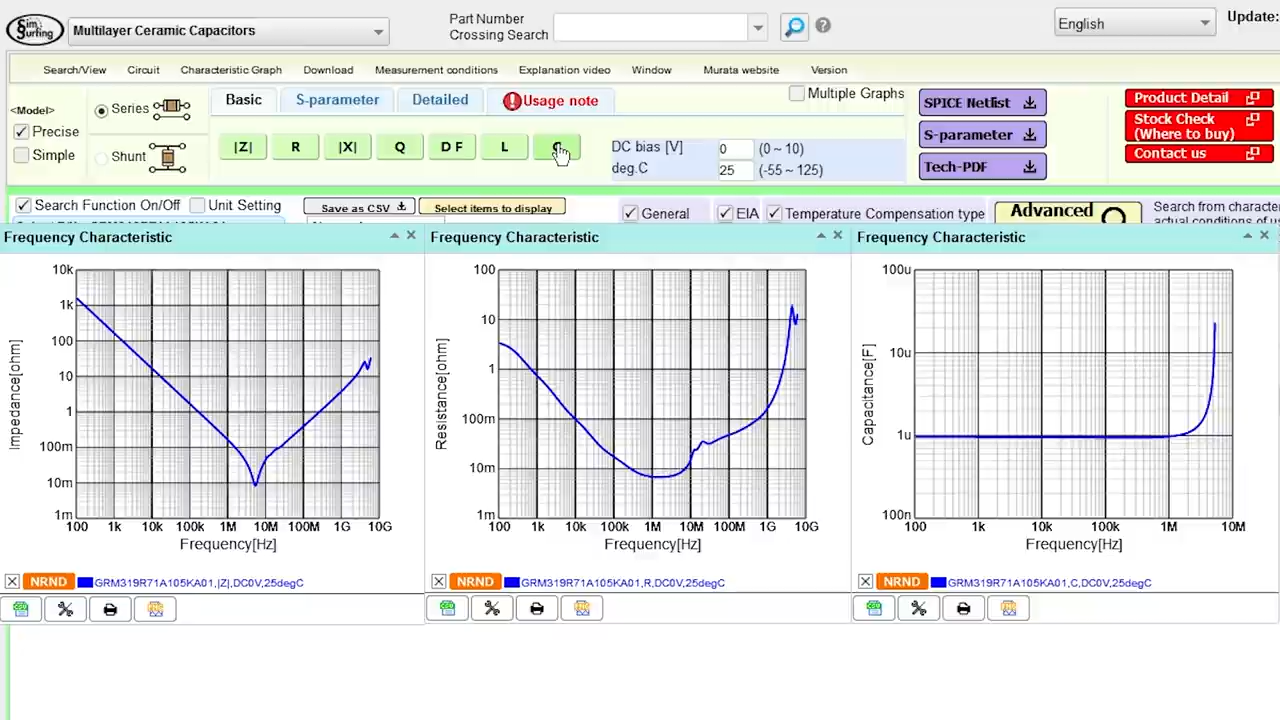 Sim Surfing
Multilayer Ceramic Capacitors
Part Number
Crossing Search
English
Update:
Search/View Circuit Characteristic Graph Download Measurement conditions Explanation video Window Murata website Version
<Model>
Precise
Simple
Series
Shunt
Basic S-parameter Detailed Usage note
Multiple Graphs
|Z| R |X| Q D F L
DC bias [V] 0 (0 ~ 10)
deg.C 25 (-55 ~ 125)
SPICE Netlist
S-parameter
Tech-PDF
Product Detail
Stock Check
(Where to buy)
Contact us
Search Function On/Off Unit Setting Save as CSV Select items to display
General EIA Temperature Compensation type
Advanced
Search from characte
actual conditions of u
Frequency Characteristic
10k
1k
100
10
1
100m
10m
1m
Impedance[ohm]
100 1k 10k 100k 1M 10M 100M 1G 10G
Frequency[Hz]
NRND GRM319R71A105KA01,|Z|,DC0V,25degC
Frequency Characteristic
100
10
1
100m
10m
1m
Resistance[ohm]
100 1k 10k 100k 1M 10M 100M 1G 10G
Frequency[Hz]
NRND GRM319R71A105KA01,R,DC0V,25degC
Frequency Characteristic
100u
10u
1u
100n
Capacitance[F]
100 1k 10k 100k 1M 10M
Frequency[Hz]
NRND GRM319R71A105KA01,C,DC0V,25degC